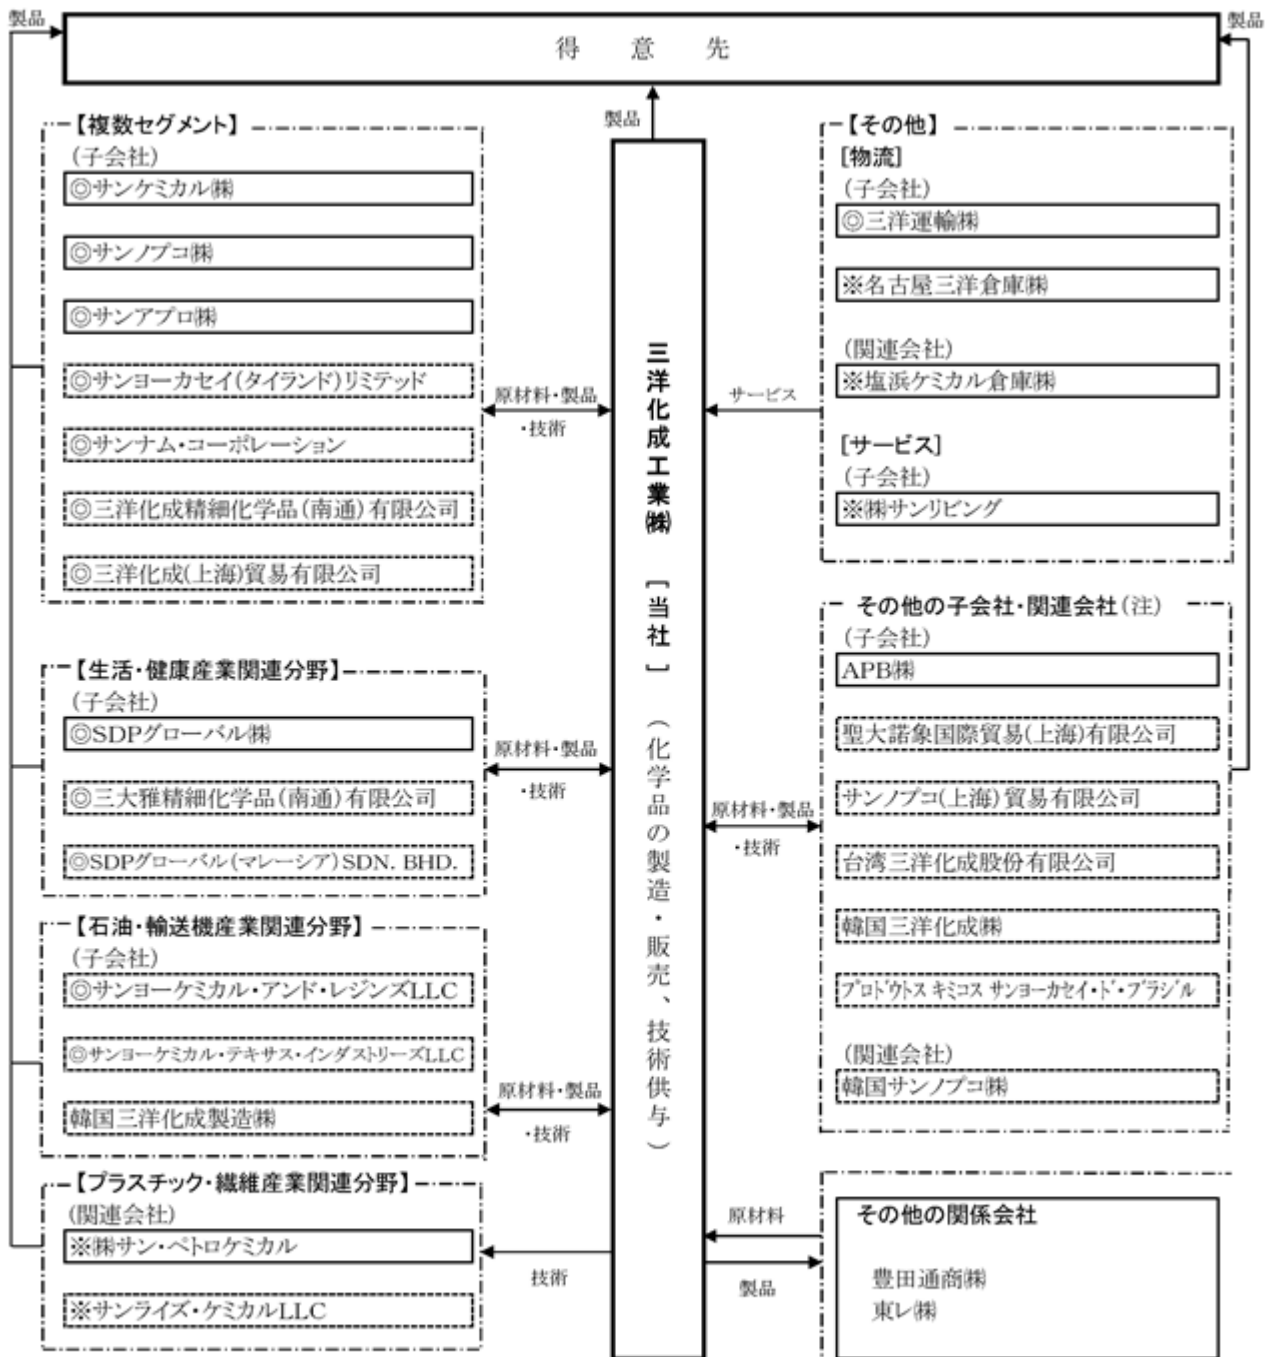 製品
製品
得意先
製品
【複数セグメント】
(子会社)
◎サンケミカル㈱
◎サンノプコ㈱
◎サンアプロ㈱
◎サンヨーカセイ(タイランド)リミテッド
◎サンナム・コーポレーション
◎三洋化成精細化学品(南通)有限公司
◎三洋化成(上海)貿易有限公司
原材料・製品
・技術
【生活・健康産業関連分野】
(子会社)
◎SDPグローバル㈱
◎三大雅精細化学品(南通)有限公司
◎SDPグローバル(マレーシア)SDN. BHD.
原材料・製品
・技術
【石油・輸送機産業関連分野】
(子会社)
◎サンヨーケミカル・アンド・レジンズLLC
◎サンヨーケミカル・テキサス・インダストリーズLLC
韓国三洋化成製造㈱
原材料・製品
・技術
【プラスチック・繊維産業関連分野】
(関連会社)
※㈱サン・ペトロケミカル
※サンライズ・ケミカルLLC
技術
三洋化成工業㈱ [当社] (化学品の製造・販売、技術供与)
【その他】
[物流]
(子会社)
◎三洋運輸㈱
※名古屋三洋倉庫㈱
(関連会社)
※塩浜ケミカル倉庫㈱
[サービス]
(子会社)
※㈱サンリビング
サービス
その他の子会社・関連会社(注)
(子会社)
APB㈱
聖大諾象国際貿易(上海)有限公司
サンノプコ(上海)貿易有限公司
台湾三洋化成股份有限公司
韓国三洋化成㈱
プロドゥトス キミコス サンヨーカセイ・ド・ブラジル
(関連会社)
韓国サンノプコ㈱
原材料・製品
・技術
原材料
製品
その他の関係会社
豊田通商㈱
東レ㈱